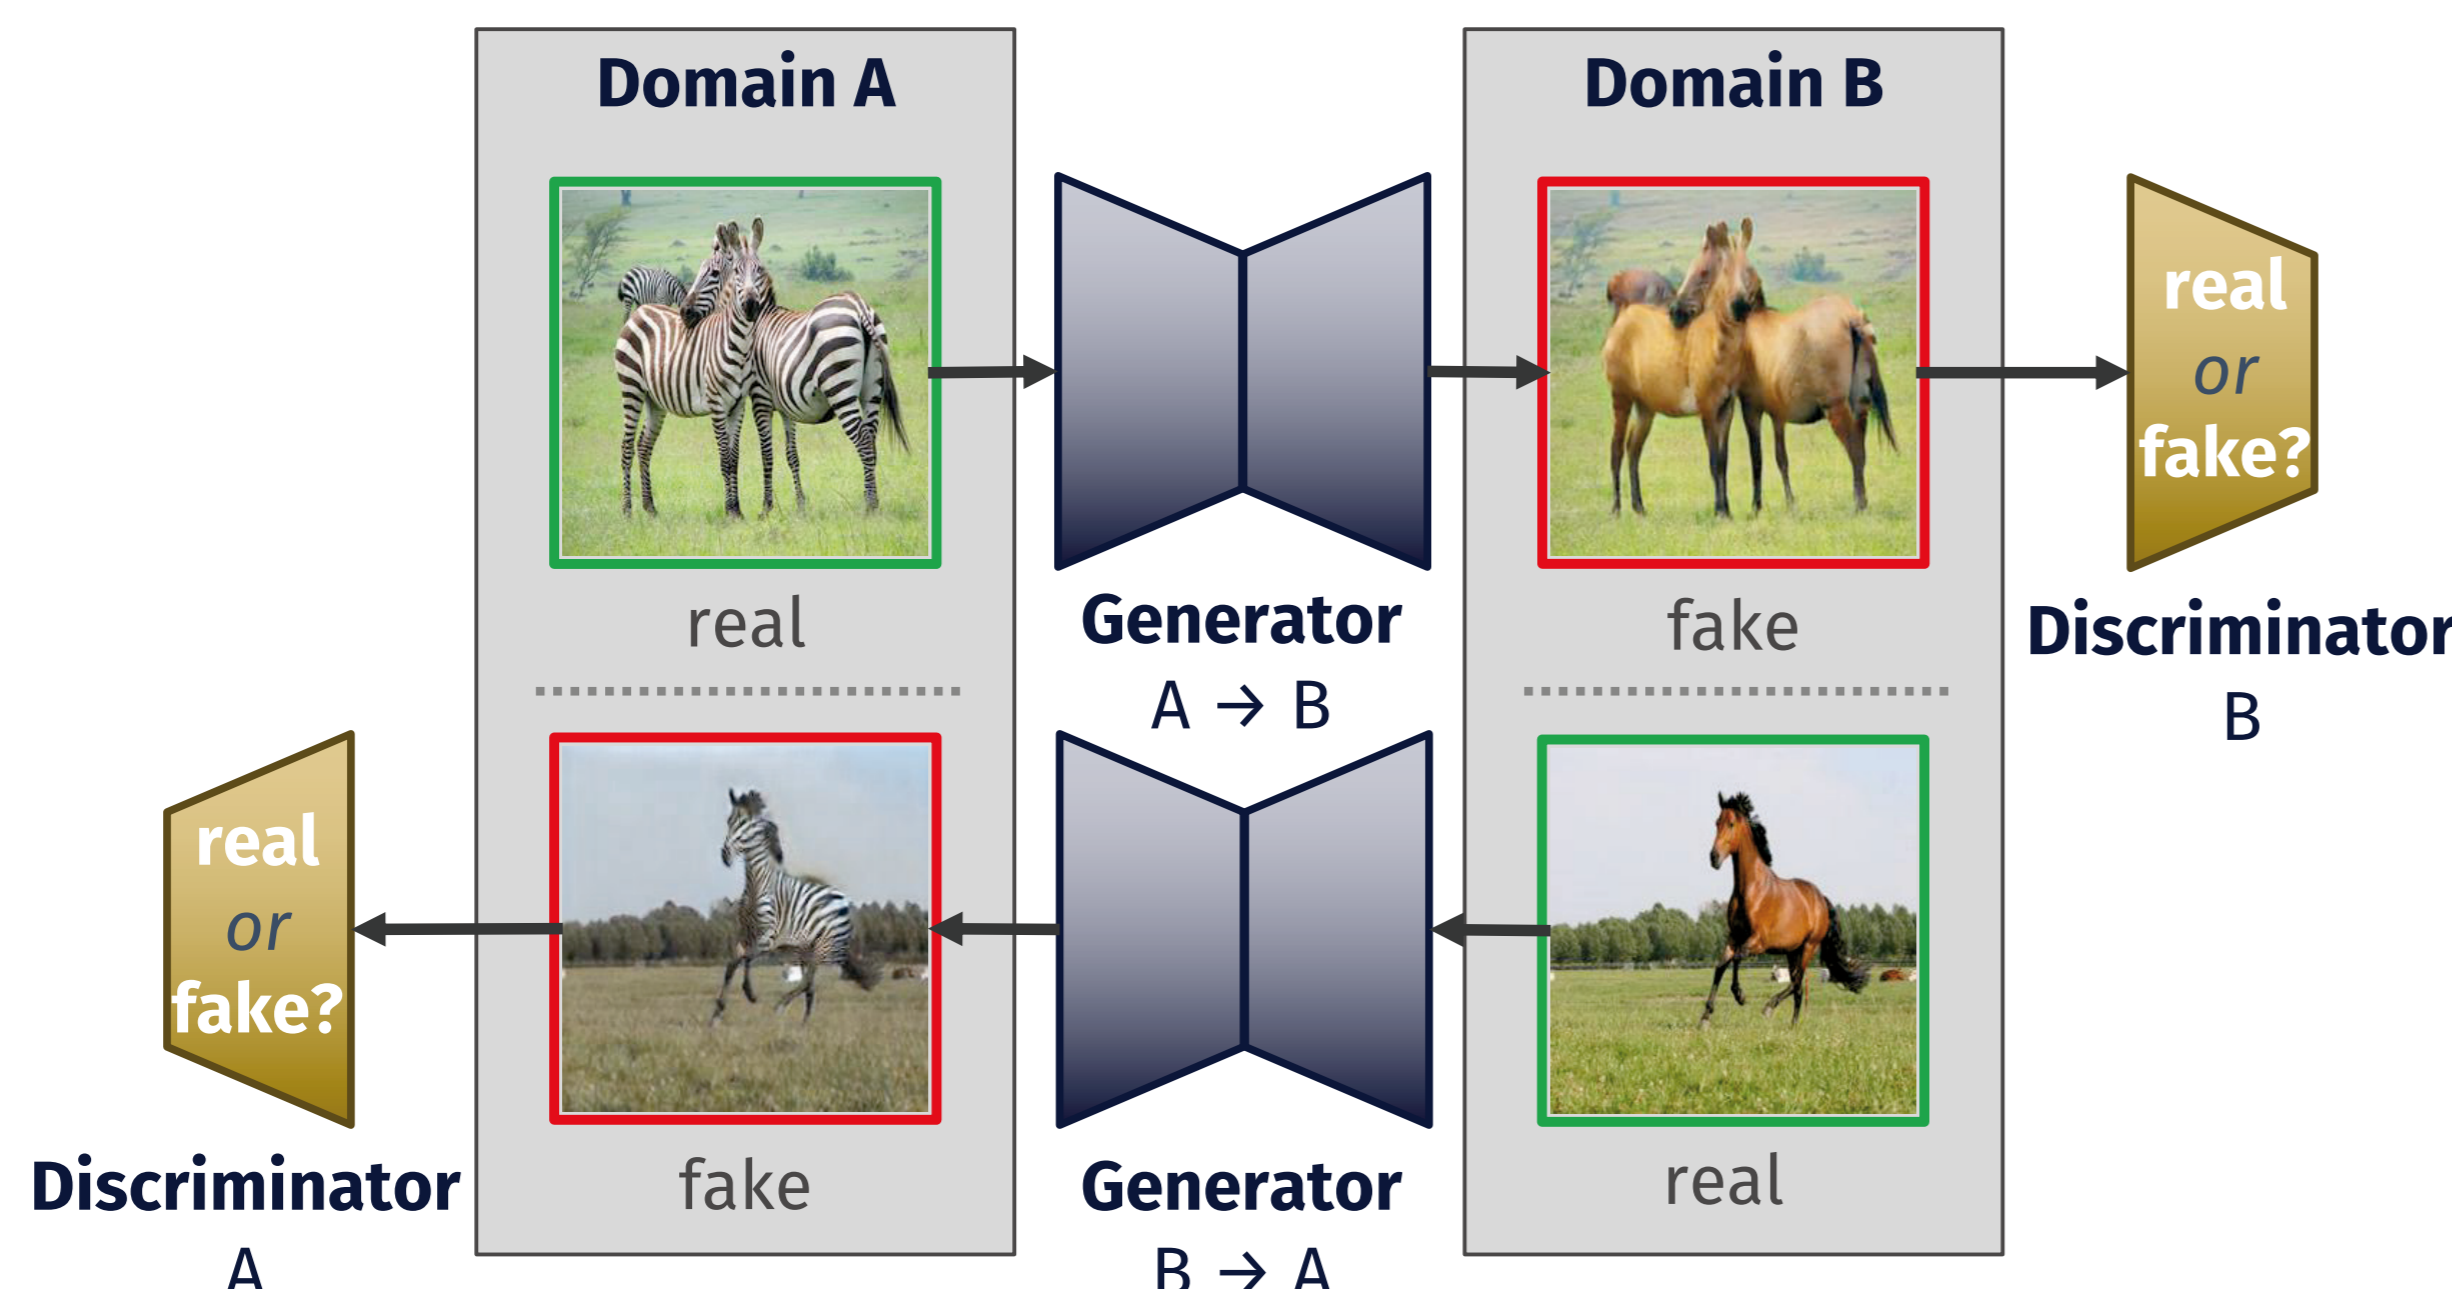 Domain A
Domain B
real
or
fake?
real
Generator
A → B
fake
Discriminator
B
real
or
fake?
Discriminator
A
fake
Generator
B → A
real